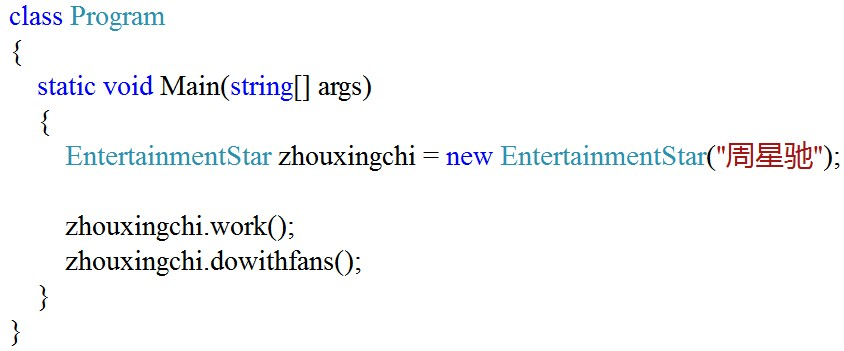 class Program
{
static void Main(string[] args)
{
EntertainmentStar zhouxingchi = new EntertainmentStar("周星驰");
zhouxingchi.work();
zhouxingchi.dowithfans();
}
}